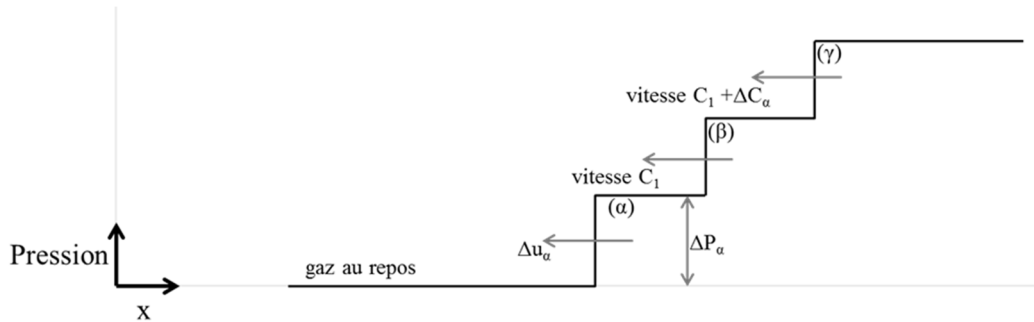 (γ)
vitesse C₁ +ΔCα
(β)
vitesse C₁
(α)
Δuα
ΔPα
Pression
gaz au repos
x